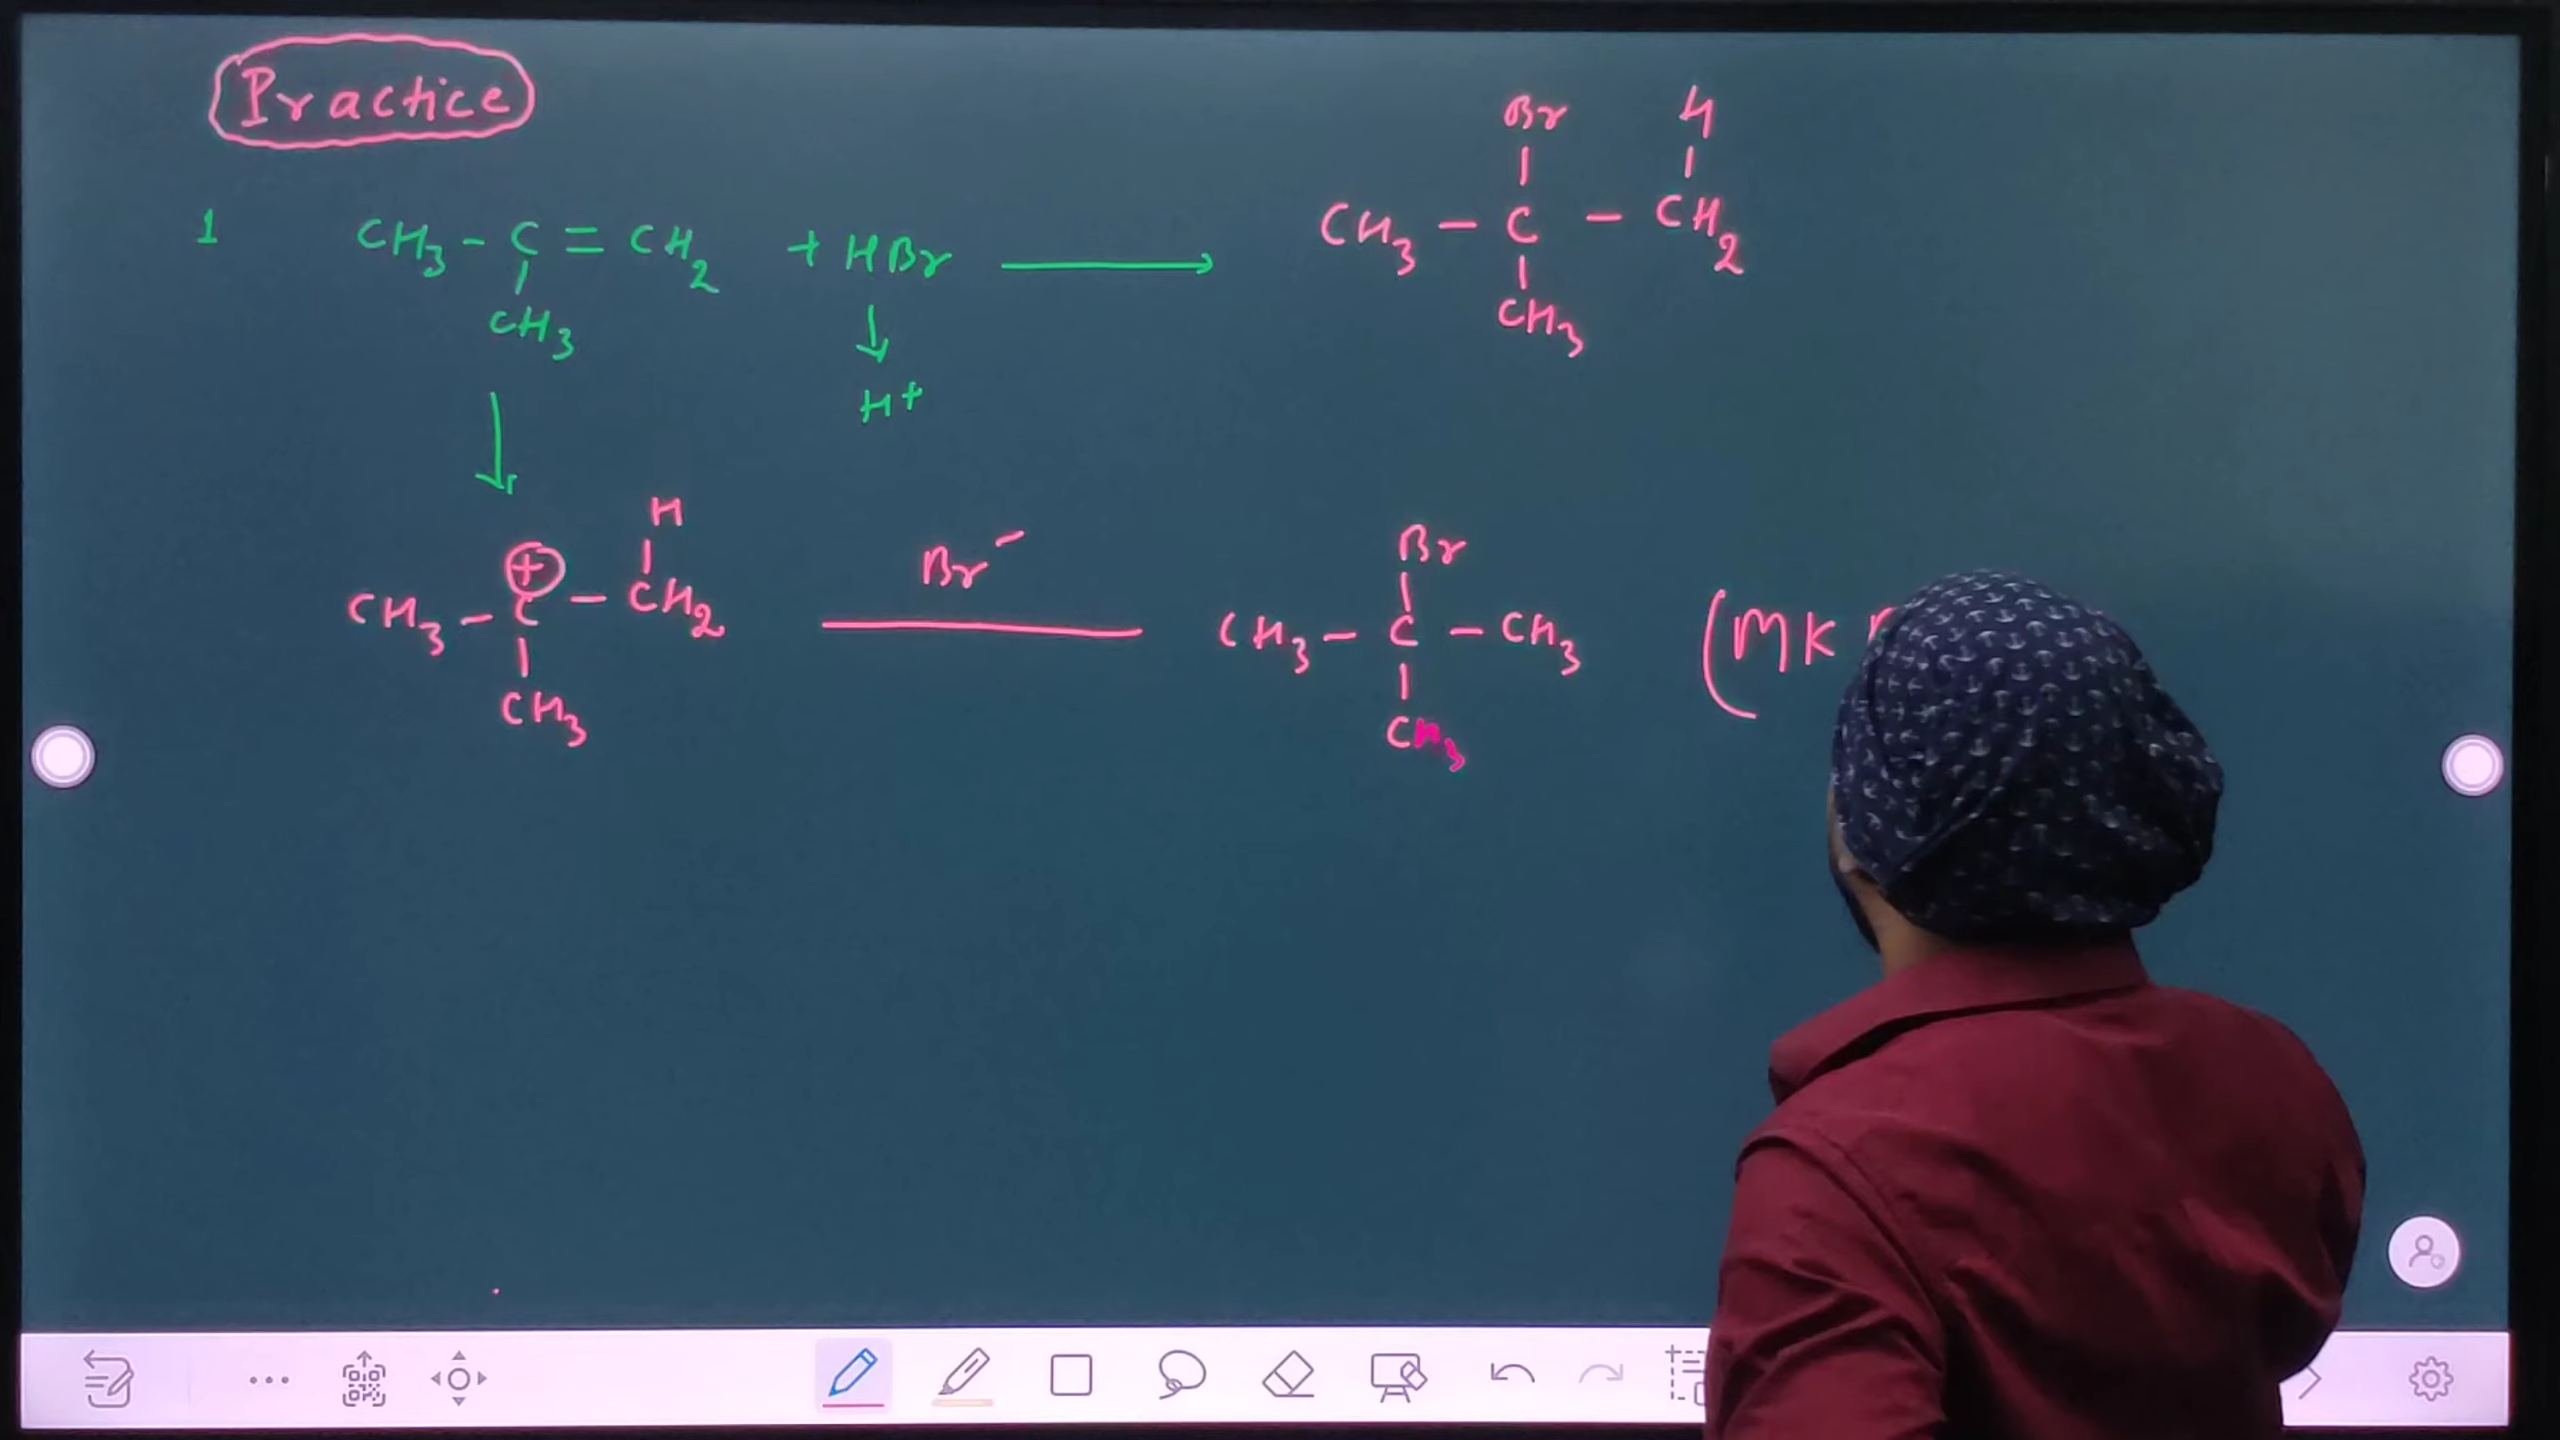 Practice
1 CH3 - C = CH2 + HBr ⟶ CH3 - C - CH2
Br H
CH3 CH3
H+
H
⊕
CH3 - C - CH2 Br⁻ CH3 - C - CH3 (MK
Br
CH3 CH3